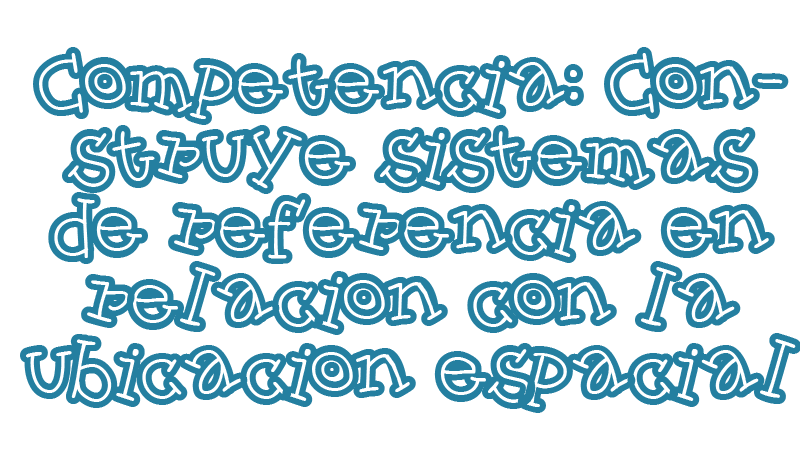 Competencia: Con-
struye sistemas
de referencia en
relacion con la
ubicacion espacial